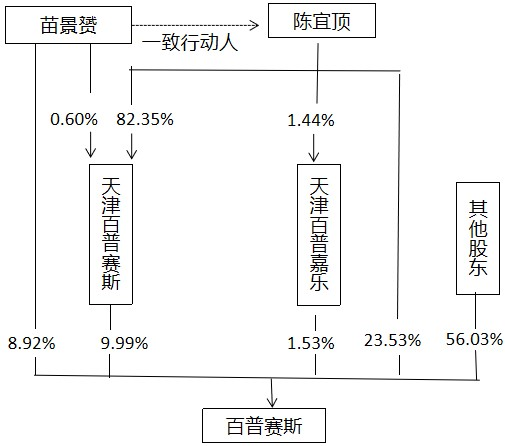 苗景赟
陈宜顶
一致行动人
0.60%
82.35%
1.44%
天津百普赛斯
天津百普嘉乐
其他股东
8.92%
9.99%
1.53%
23.53%
56.03%
百普赛斯